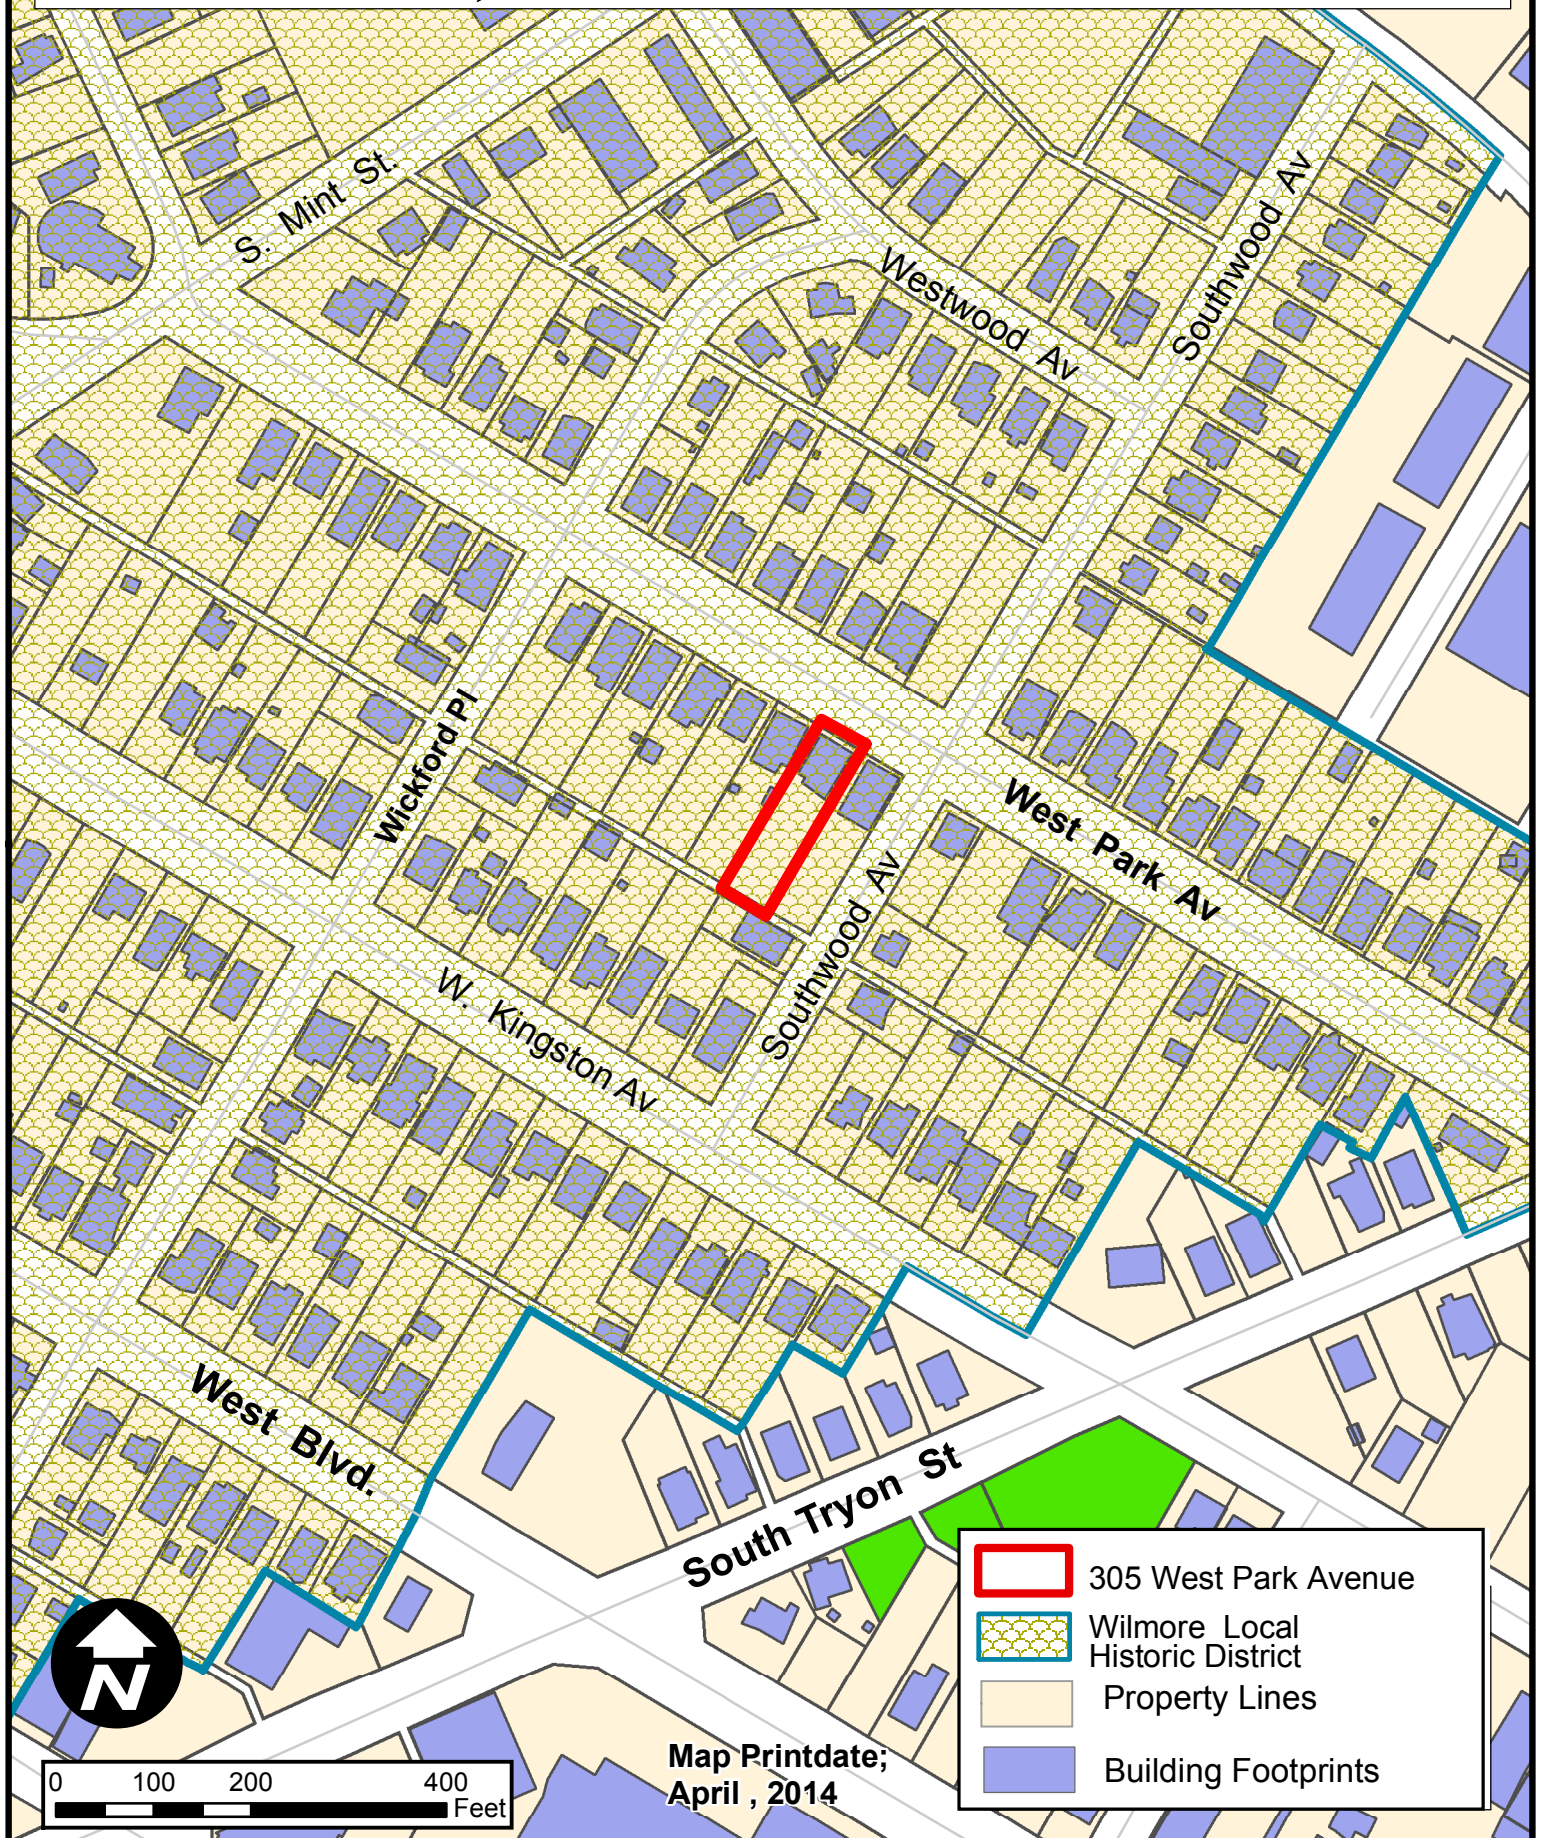 S. Mint St.
Westwood Av
Southwood Av
Wickford Pl
West Park Av
Southwood Av
W. Kingston Av
West Blvd.
South Tryon St
305 West Park Avenue
Wilmore Local
Historic District
Property Lines
Building Footprints
N
0 100 200 400
Feet
Map Printdate;
April , 2014